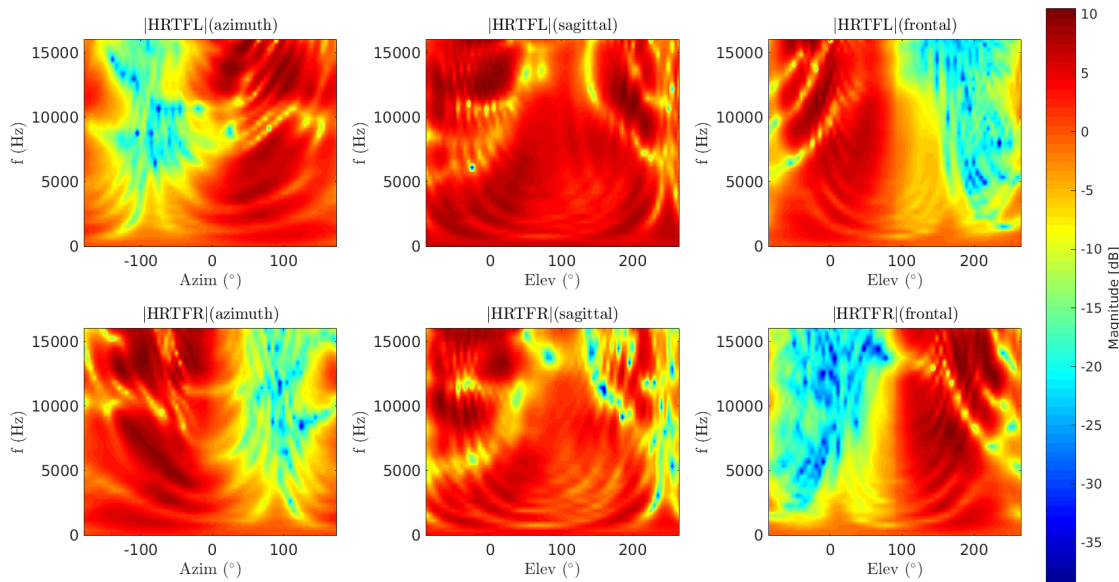 |HRTFL|(azimuth)
15000
10000
5000
0
f (Hz)
-100
0
100
Azim (°)
|HRTFL|(sagittal)
15000
10000
5000
0
f (Hz)
0
100
200
Elev (°)
|HRTFL|(frontal)
15000
10000
5000
0
f (Hz)
0
100
200
Elev (°)
|HRTFR|(azimuth)
15000
10000
5000
0
f (Hz)
-100
0
100
Azim (°)
|HRTFR|(sagittal)
15000
10000
5000
0
f (Hz)
0
100
200
Elev (°)
|HRTFR|(frontal)
15000
10000
5000
0
f (Hz)
0
100
200
Elev (°)
10
5
0
-5
-10
-15
-20
-25
-30
-35
Magnitude [dB]